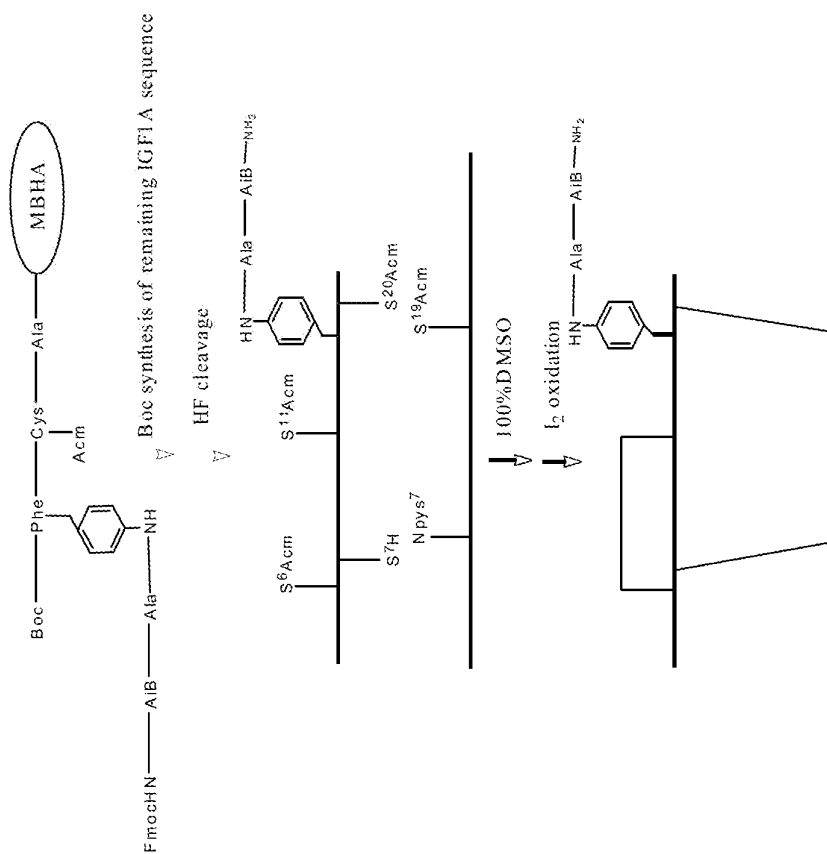 Boc
Phe
Cys
Ala
MBHA
Acm
NH
Ala
AiB
FmocHN
Boc synthesis of remaining IGF1A sequence
HF cleavage
HN
Ala
AiB
NH₂
S⁶Acm
S¹¹Acm
S⁷H
S²⁰Acm
Npys⁷
S¹⁹Acm
100%DMSO
I₂ oxidation
HN
Ala
AiB
NH₂